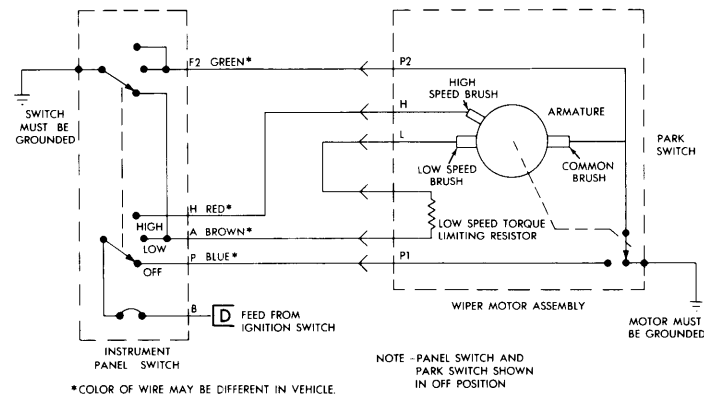 F2 GREEN*
P2
HIGH
SPEED BRUSH
ARMATURE
H
SWITCH
MUST BE
GROUNDED
L
PARK
SWITCH
LOW SPEED
BRUSH
COMMON
BRUSH
H RED*
HIGH
A BROWN*
LOW
LOW SPEED TORQUE
LIMITING RESISTOR
P BLUE*
P1
OFF
B
D FEED FROM
IGNITION SWITCH
WIPER MOTOR ASSEMBLY
MOTOR MUST
BE GROUNDED
INSTRUMENT
PANEL SWITCH
NOTE - PANEL SWITCH AND
PARK SWITCH SHOWN
IN OFF POSITION
*COLOR OF WIRE MAY BE DIFFERENT IN VEHICLE.